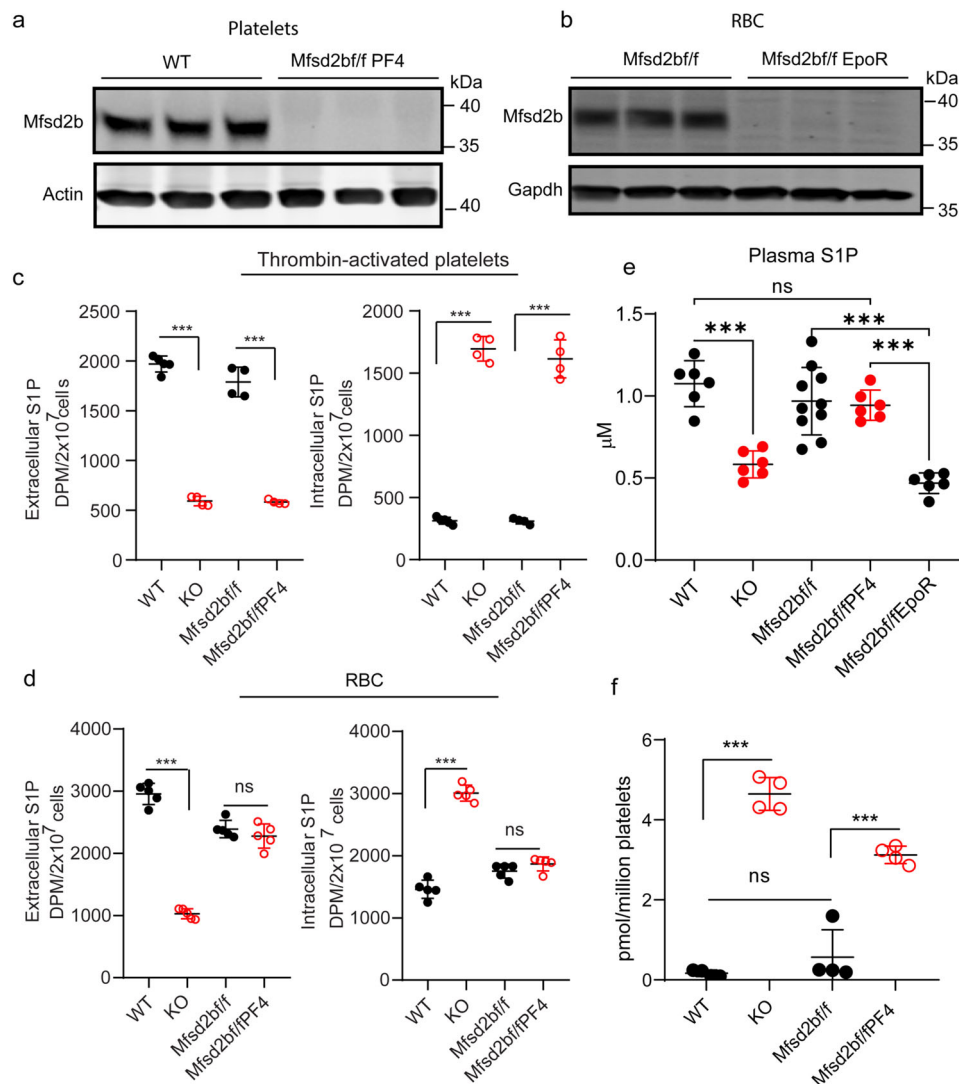 a
Platelets
WT
Mfsd2bf/f PF4
kDa
Mfsd2b
40
35
Actin
40
b
RBC
Mfsd2bf/f
Mfsd2bf/f EpoR
kDa
Mfsd2b
40
35
Gapdh
35
c
Thrombin-activated platelets
Extracellular S1P
DPM/2x10⁷cells
2500
2000
1500
1000
500
0
***
***
WT
KO
Mfsd2bf/f
Mfsd2bf/fPF4
Intracellular S1P
DPM/2x10⁷cells
2000
1500
1000
500
0
***
***
WT
KO
Mfsd2bf/f
Mfsd2bf/fPF4
d
RBC
Extracellular S1P
DPM/2x10⁷ cells
4000
3000
2000
1000
0
***
ns
WT
KO
Mfsd2bf/f
Mfsd2bf/fPF4
Intracellular S1P
DPM/2x10⁷ cells
4000
3000
2000
1000
0
***
ns
WT
KO
Mfsd2bf/f
Mfsd2bf/fPF4
e
Plasma S1P
µM
1.5
1.0
0.5
0.0
ns
***
***
***
WT
KO
Mfsd2bf/f
Mfsd2bf/fPF4
Mfsd2bf/fEpoR
f
pmol/million platelets
6
4
2
0
***
***
ns
WT
KO
Mfsd2bf/f
Mfsd2bf/fPF4